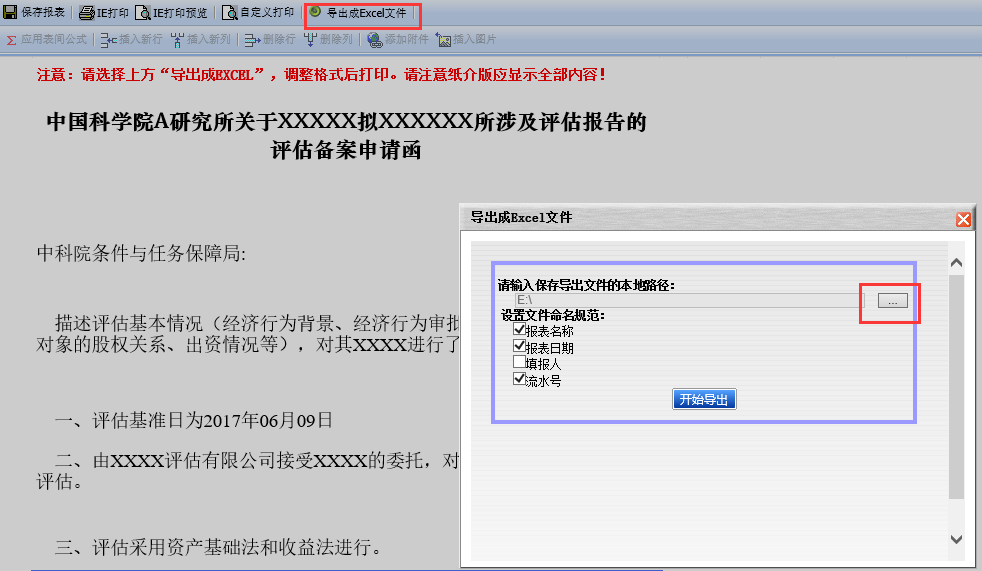 保存报表 IE打印 IE打印预览 自定义打印 导出成Excel文件
Σ 应用表间公式 插入新行 插入新列 删除行 删除列 添加附件 插入图片
注意：请选择上方“导出成EXCEL”，调整格式后打印。请注意纸介版应显示全部内容！
中国科学院A研究所关于XXXXX拟XXXXXX所涉及评估报告的
评估备案申请函
中科院条件与任务保障局:
描述评估基本情况（经济行为背景、经济行为审批
对象的股权关系、出资情况等），对其XXXX进行了
一、评估基准日为2017年06月09日
二、由XXXX评估有限公司接受XXXX的委托，对
评估。
三、评估采用资产基础法和收益法进行。
导出成Excel文件
请输入保存导出文件的本地路径：
E:\ ...
设置文件命名规范：
报表名称
报表日期
填报人
流水号
开始导出